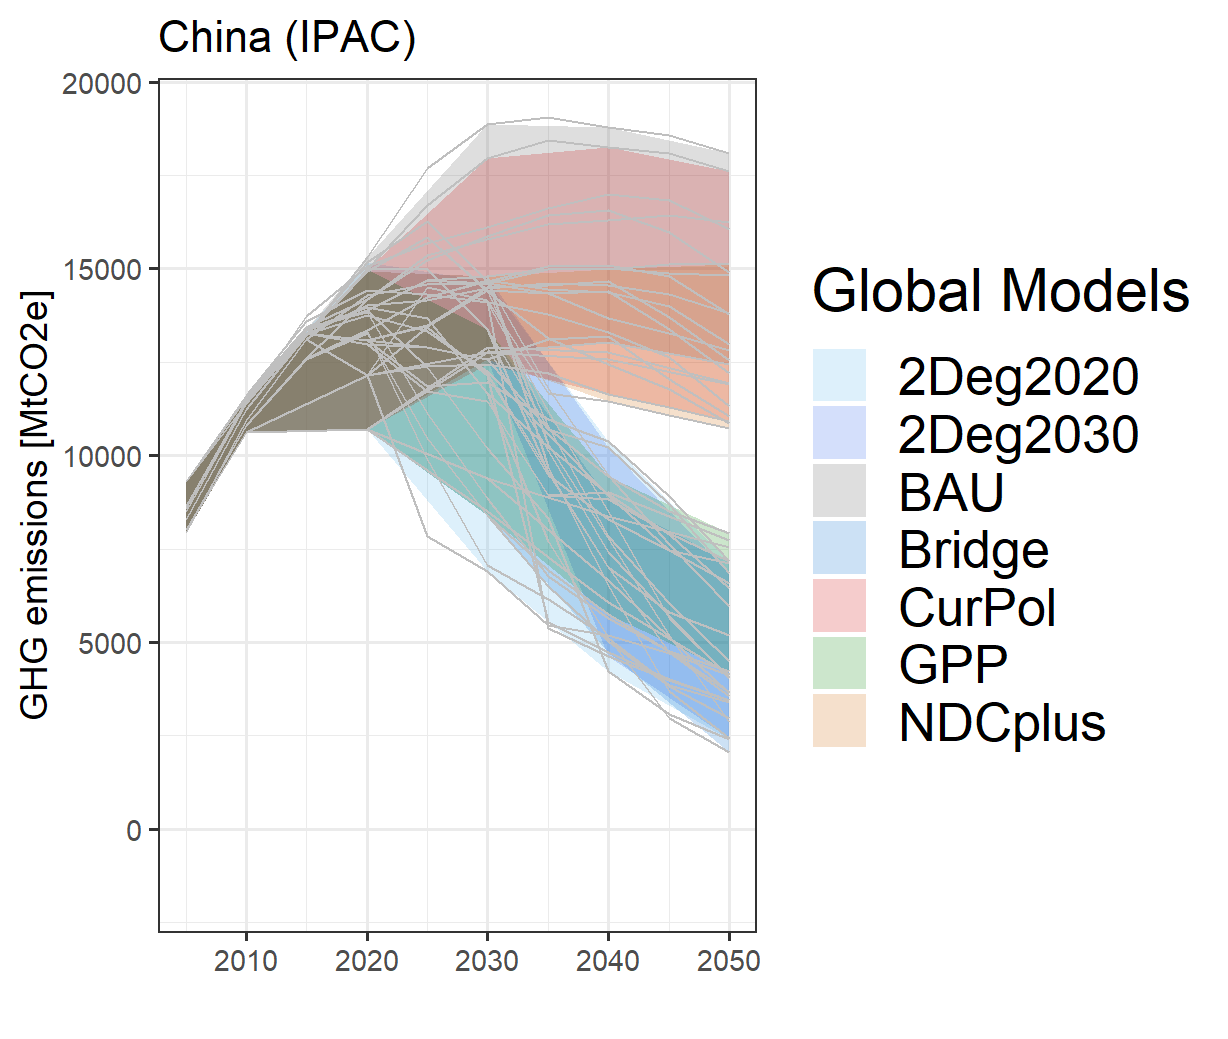 China (IPAC)
GHG emissions [MtCO2e]
20000
15000
10000
5000
0
2010
2020
2030
2040
2050
Global Models
2Deg2020
2Deg2030
BAU
Bridge
CurPol
GPP
NDCplus